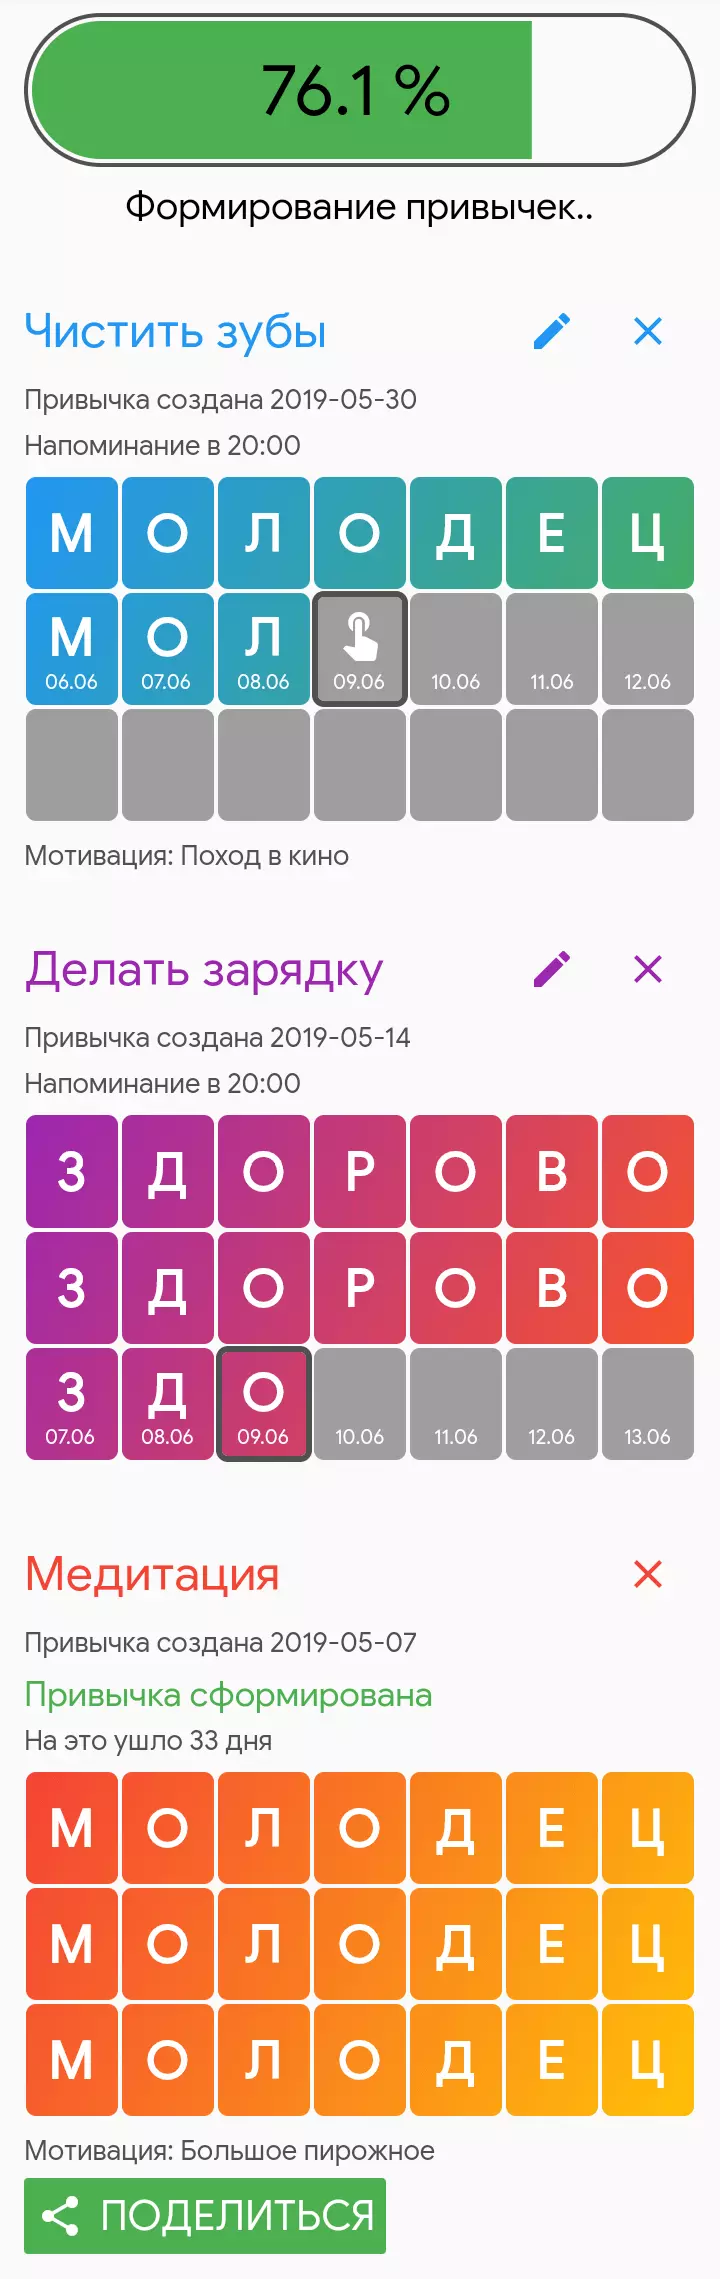 76.1 %
Формирование привычек..
Чистить зубы
Привычка создана 2019-05-30
Напоминание в 20:00
М О Л О Д Е Ц
М О Л
06.06 07.06 08.06 09.06 10.06 11.06 12.06
Мотивация: Поход в кино
Делать зарядку
Привычка создана 2019-05-14
Напоминание в 20:00
З Д О Р О В О
З Д О Р О В О
З Д О
07.06 08.06 09.06 10.06 11.06 12.06 13.06
Медитация
Привычка создана 2019-05-07
Привычка сформирована
На это ушло 33 дня
М О Л О Д Е Ц
М О Л О Д Е Ц
М О Л О Д Е Ц
Мотивация: Большое пирожное
ПОДЕЛИТЬСЯ